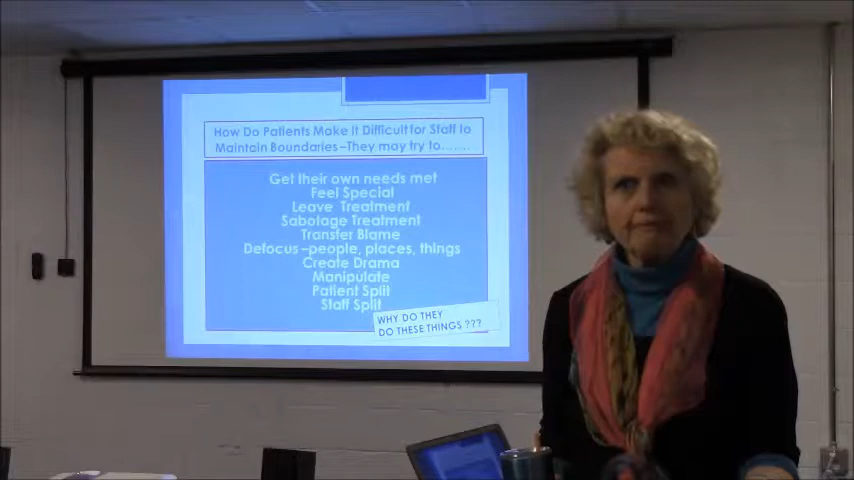 How Do Patients Make It Difficult for Staff to
Maintain Boundaries – They may try to.......
Get their own needs met
Feel Special
Leave Treatment
Sabotage Treatment
Transfer Blame
Defocus –people, places, things
Create Drama
Manipulate
Patient Split
Staff Split
WHY DO THEY
DO THESE THINGS ???